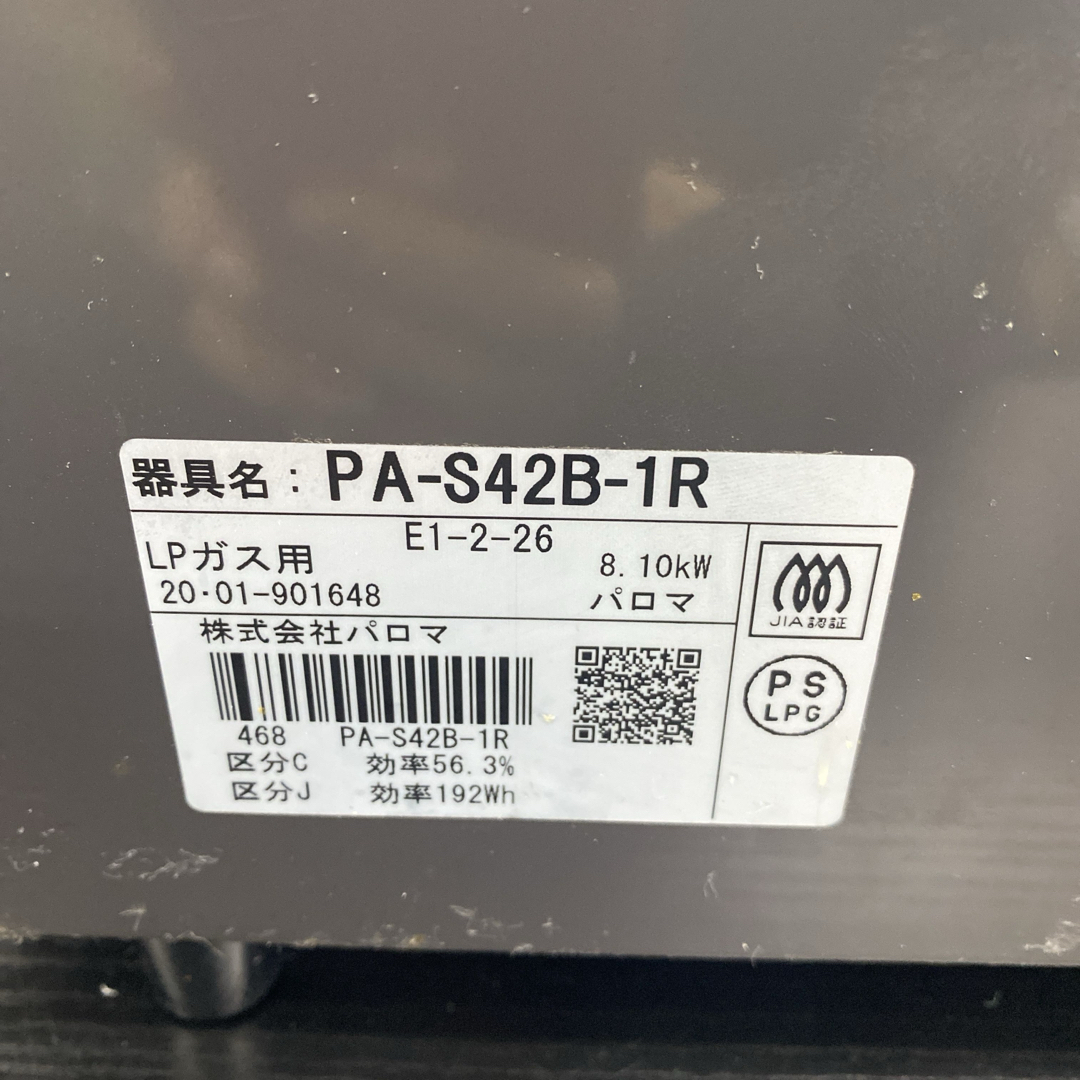 器具名：PA-S42B-1R
E1-2-26
LPガス用 8.10kW
20·01-901648 パロマ
株式会社パロマ
468 PA-S42B-1R
区分C 効率56.3%
区分J 効率192Wh
JIA認証
PS
LPG